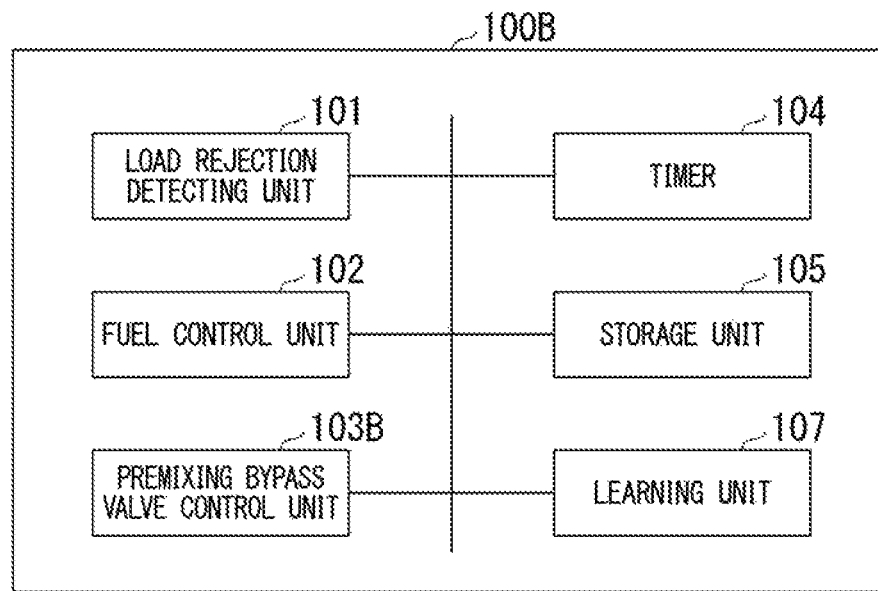 100B
101
LOAD REJECTION
DETECTING UNIT
104
TIMER
102
FUEL CONTROL UNIT
105
STORAGE UNIT
103B
PREMIXING BYPASS
VALVE CONTROL UNIT
107
LEARNING UNIT